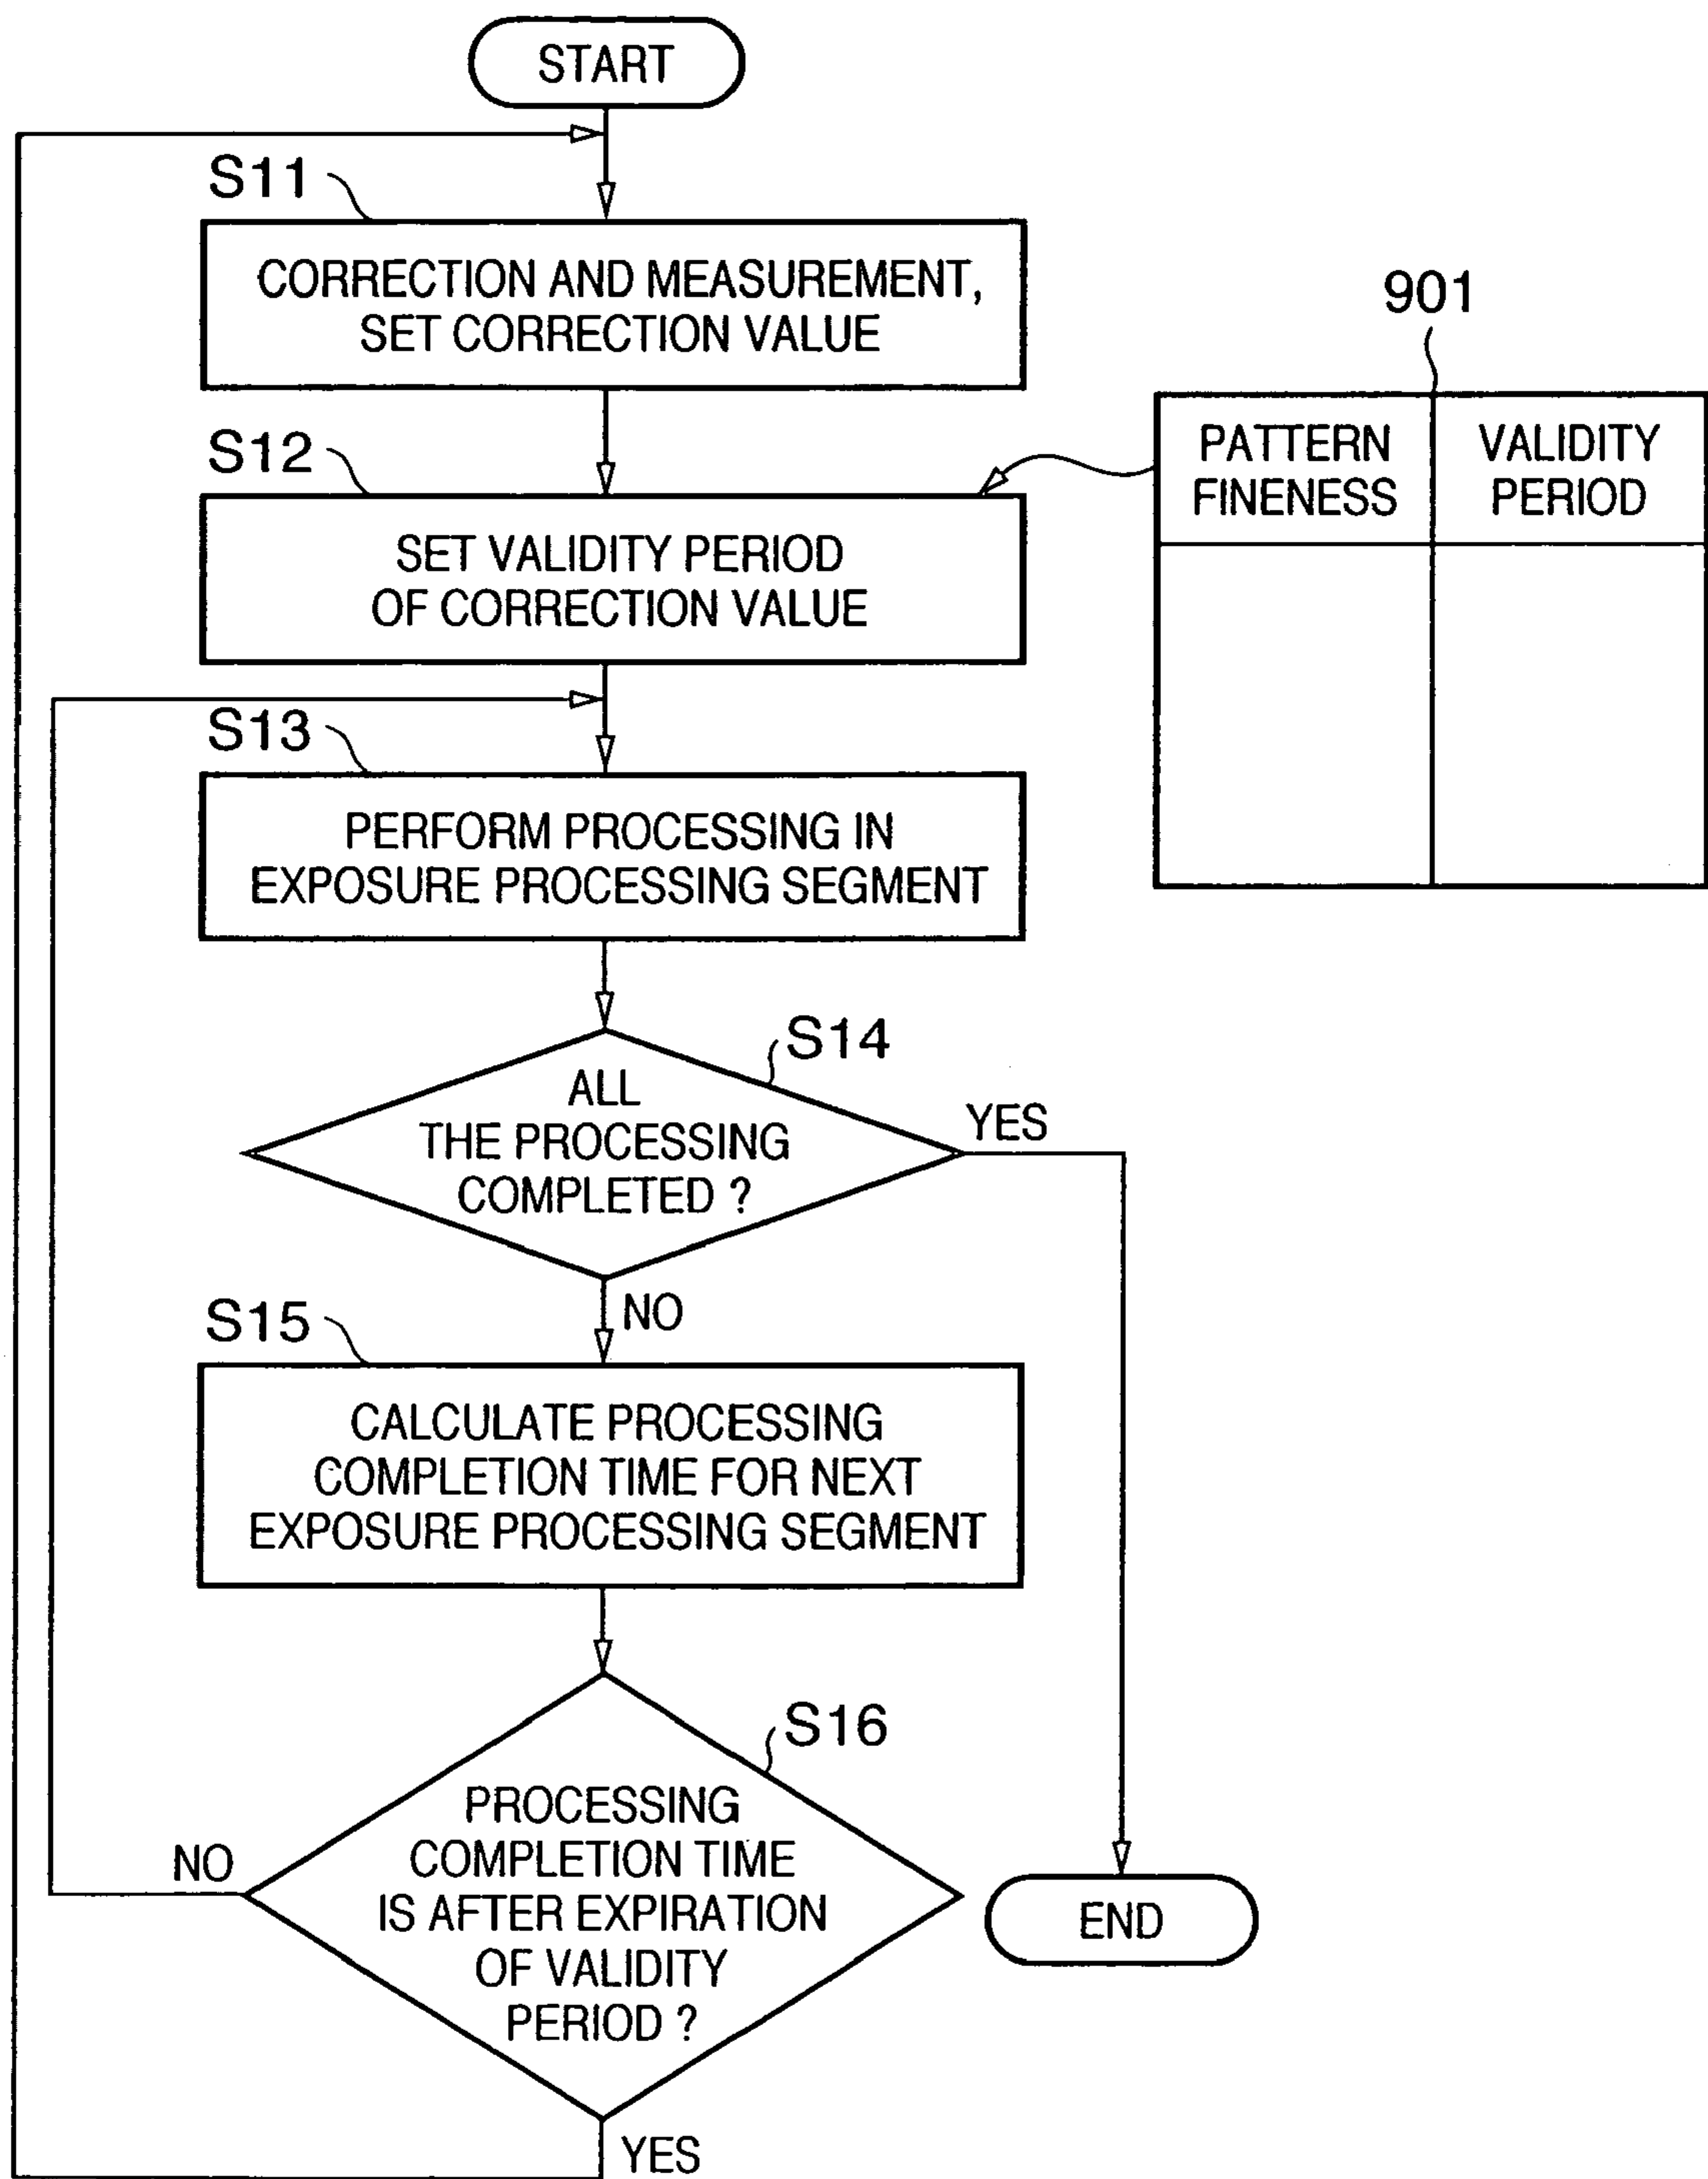 START
S11
CORRECTION AND MEASUREMENT,
SET CORRECTION VALUE
901
PATTERN
FINENESS
VALIDITY
PERIOD
S12
SET VALIDITY PERIOD
OF CORRECTION VALUE
S13
PERFORM PROCESSING IN
EXPOSURE PROCESSING SEGMENT
S14
ALL
THE PROCESSING
COMPLETED ?
YES
NO
S15
CALCULATE PROCESSING
COMPLETION TIME FOR NEXT
EXPOSURE PROCESSING SEGMENT
S16
PROCESSING
COMPLETION TIME
IS AFTER EXPIRATION
OF VALIDITY
PERIOD ?
NO
YES
END